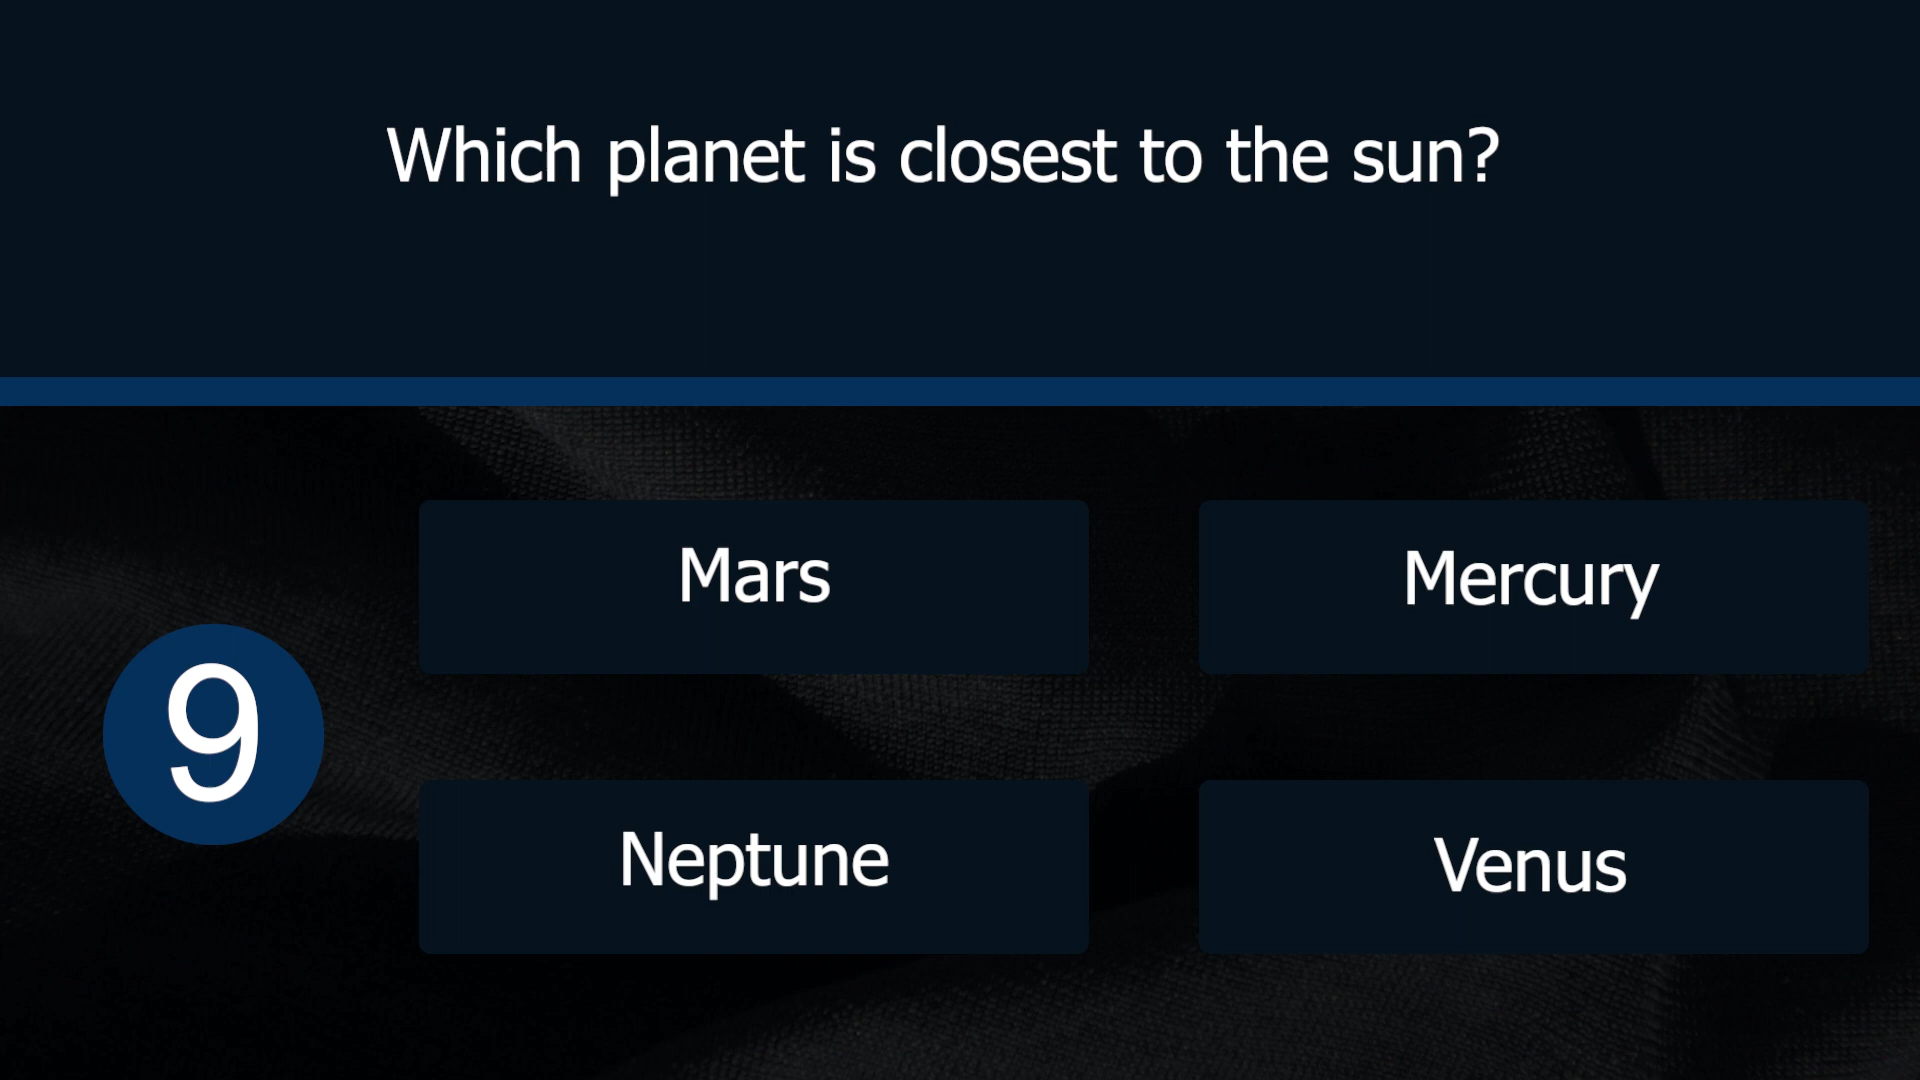 Which planet is closest to the sun?
Mars
Mercury
9
Neptune
Venus